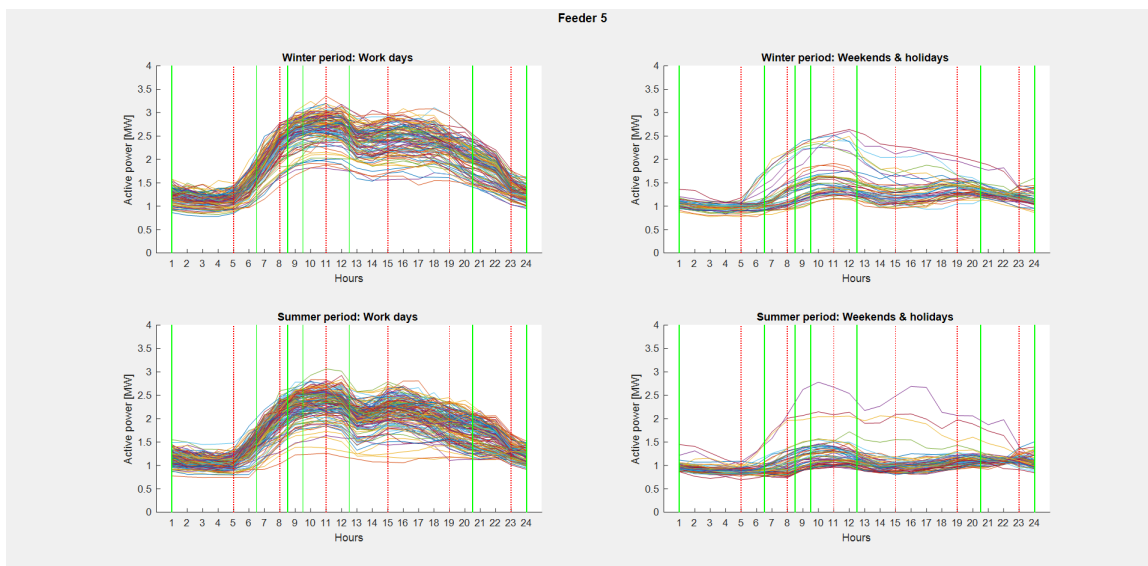 Feeder 5
Winter period: Work days
4
3.5
3
2.5
2
1.5
1
0.5
0
Active power [MW]
1 2 3 4 5 6 7 8 9 10 11 12 13 14 15 16 17 18 19 20 21 22 23 24
Hours
Winter period: Weekends & holidays
4
3.5
3
2.5
2
1.5
1
0.5
0
Active power [MW]
1 2 3 4 5 6 7 8 9 10 11 12 13 14 15 16 17 18 19 20 21 22 23 24
Hours
Summer period: Work days
4
3.5
3
2.5
2
1.5
1
0.5
0
Active power [MW]
1 2 3 4 5 6 7 8 9 10 11 12 13 14 15 16 17 18 19 20 21 22 23 24
Hours
Summer period: Weekends & holidays
4
3.5
3
2.5
2
1.5
1
0.5
0
Active power [MW]
1 2 3 4 5 6 7 8 9 10 11 12 13 14 15 16 17 18 19 20 21 22 23 24
Hours